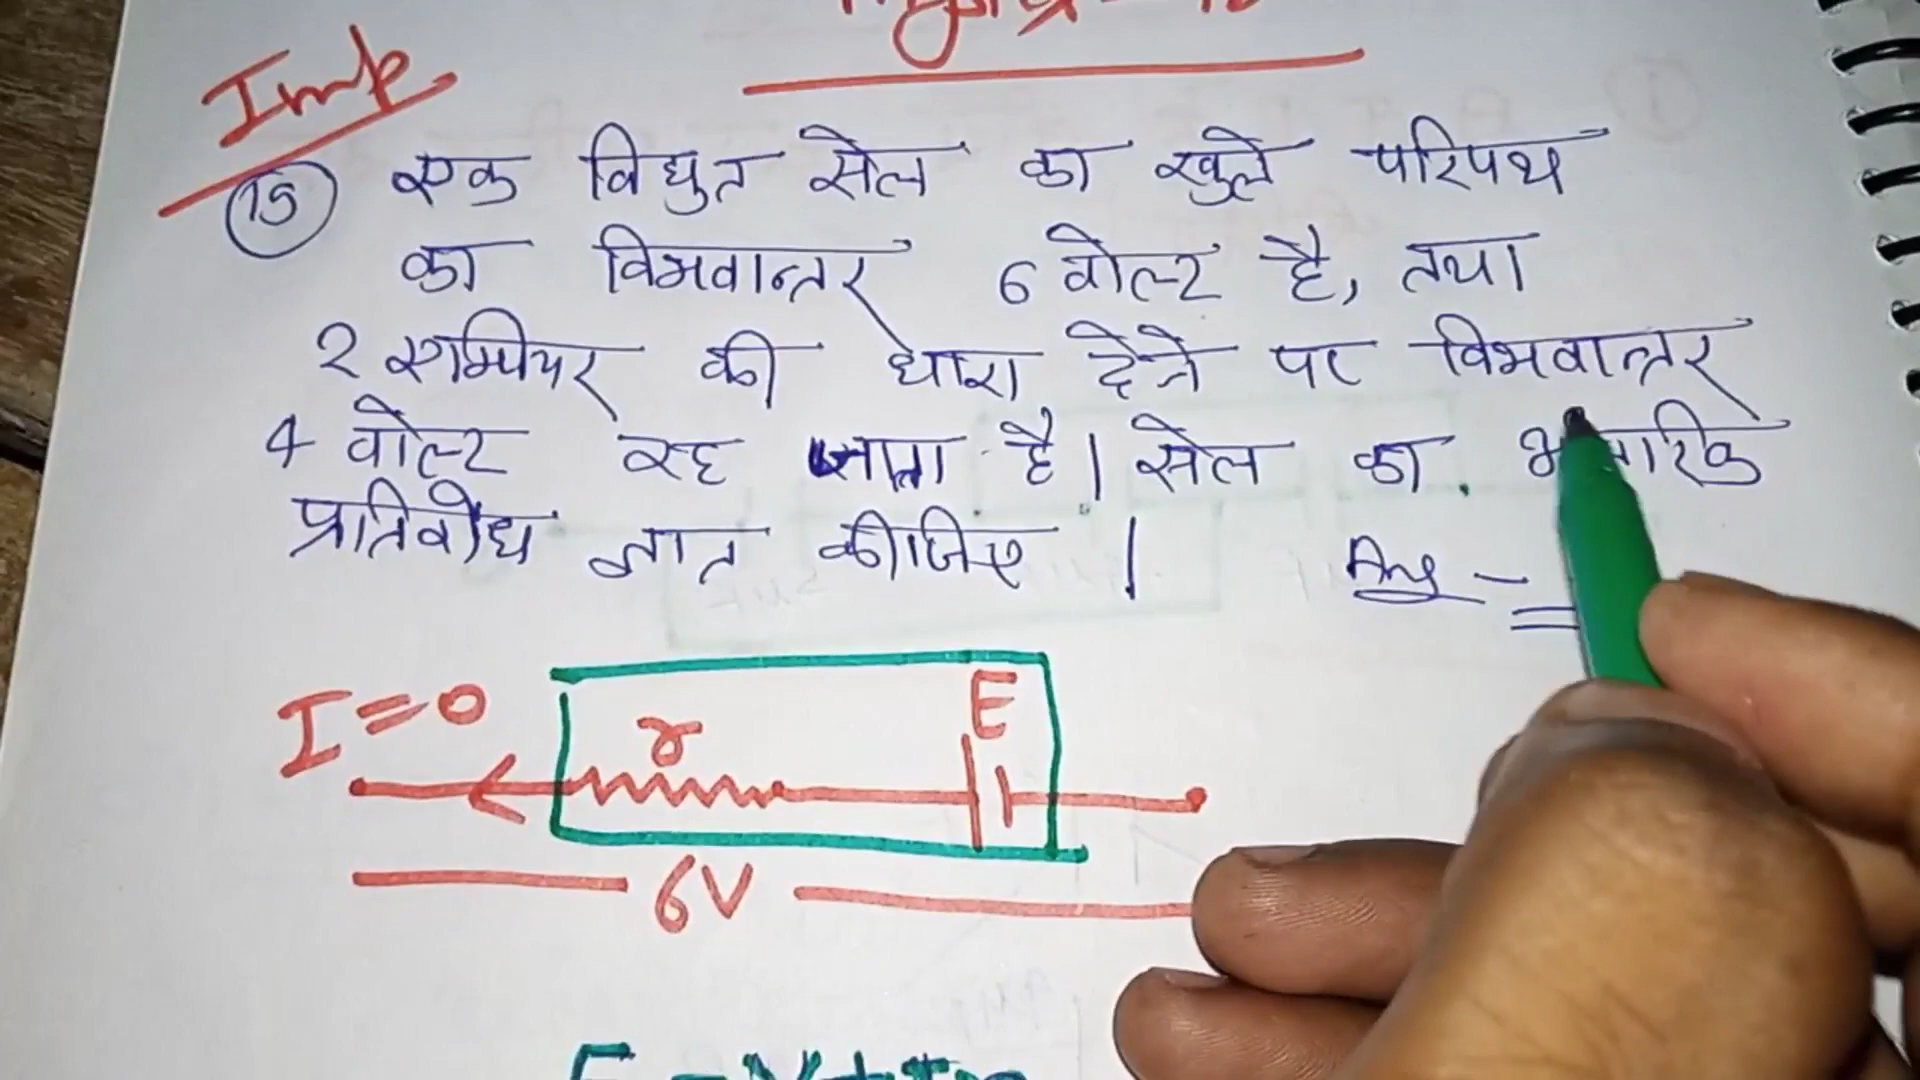 Imp
15 एक विद्युत सेल का खुले परिपथ
का विभवान्तर 6 वोल्ट है, तथा
2 एम्पियर की धारा देने पर विभवान्तर
4 वोल्ट रह जाता है। सेल का
प्रतिरोध ज्ञात कीजिए । Ans -
E
I=0 r
6V